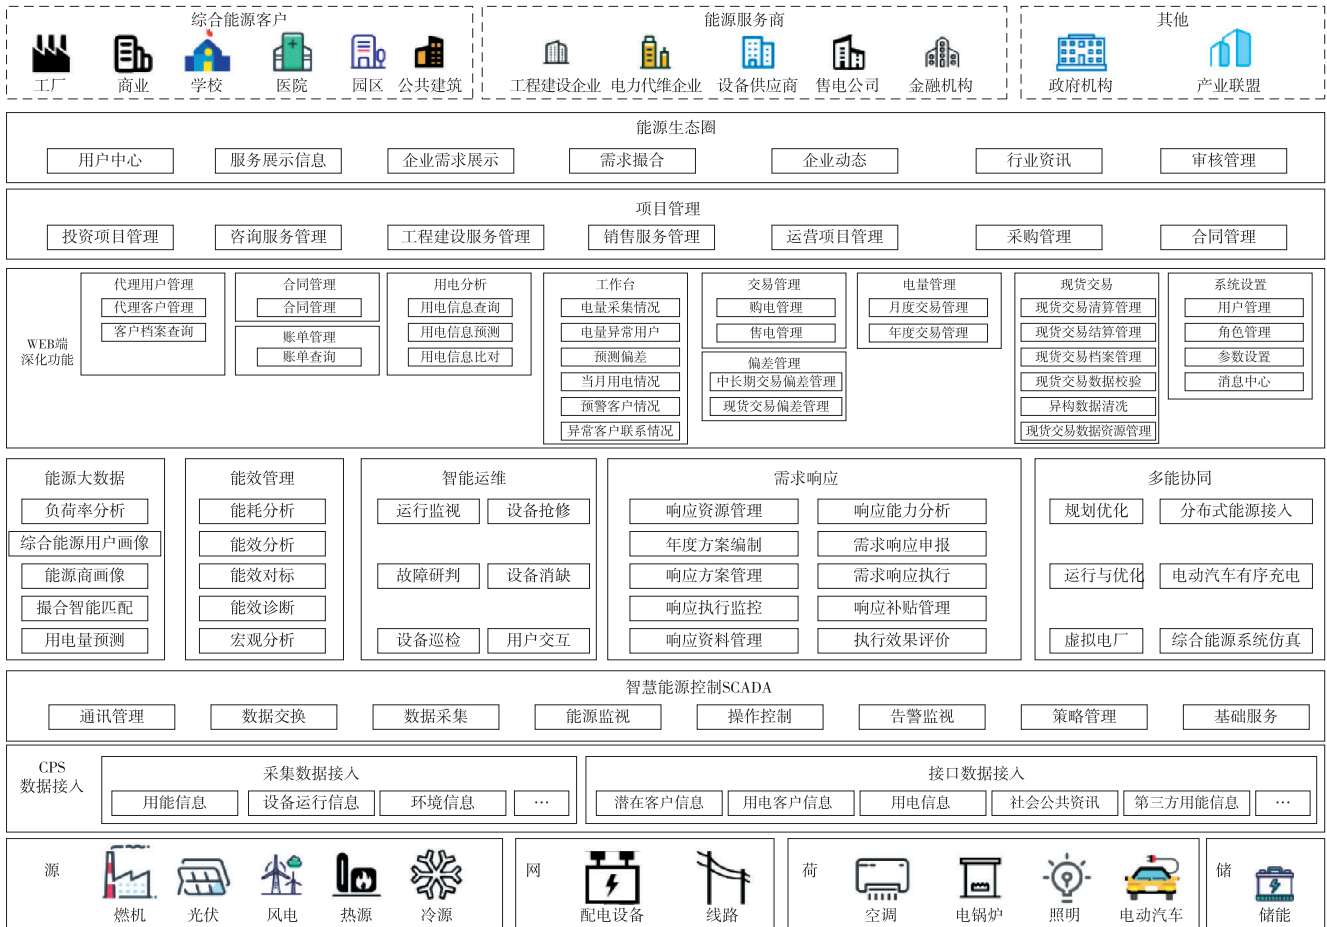 综合能源客户
工厂
商业
学校
医院
园区
公共建筑
能源服务商
工程建设企业
电力代维企业
设备供应商
售电公司
金融机构
其他
政府机构
产业联盟
能源生态圈
用户中心
服务展示信息
企业需求展示
需求撮合
企业动态
行业资讯
审核管理
项目管理
投资项目管理
咨询服务管理
工程建设服务管理
销售服务管理
运营项目管理
采购管理
合同管理
WEB端
深化功能
代理用户管理
代理客户管理
客户档案查询
合同管理
合同管理
账单管理
账单查询
用电分析
用电信息查询
用电信息预测
用电信息比对
工作台
电量采集情况
电量异常用户
预测偏差
当月用电情况
预警客户情况
异常客户联系情况
交易管理
购电管理
售电管理
偏差管理
中长期交易偏差管理
现货交易偏差管理
电量管理
月度交易管理
年度交易管理
现货交易
现货交易清算管理
现货交易结算管理
现货交易档案管理
现货交易数据校验
异构数据清洗
现货交易数据资源管理
系统设置
用户管理
角色管理
参数设置
消息中心
能源大数据
负荷率分析
综合能源用户画像
能源商画像
撮合智能匹配
用电量预测
能效管理
能耗分析
能效分析
能效对标
能效诊断
宏观分析
智能运维
运行监视
设备抢修
故障研判
设备消缺
设备巡检
用户交互
需求响应
响应资源管理
响应能力分析
年度方案编制
需求响应申报
响应方案管理
需求响应执行
响应执行监控
响应补贴管理
响应资料管理
执行效果评价
多能协同
规划优化
分布式能源接入
运行与优化
电动汽车有序充电
虚拟电厂
综合能源系统仿真
智慧能源控制SCADA
通讯管理
数据交换
数据采集
能源监视
操作控制
告警监视
策略管理
基础服务
CPS
数据接入
采集数据接入
用能信息
设备运行信息
环境信息
…
接口数据接入
潜在客户信息
用电客户信息
用电信息
社会公共资讯
第三方用能信息
…
源
燃机
光伏
风电
热源
冷源
网
配电设备
线路
荷
空调
电锅炉
照明
电动汽车
储
储能